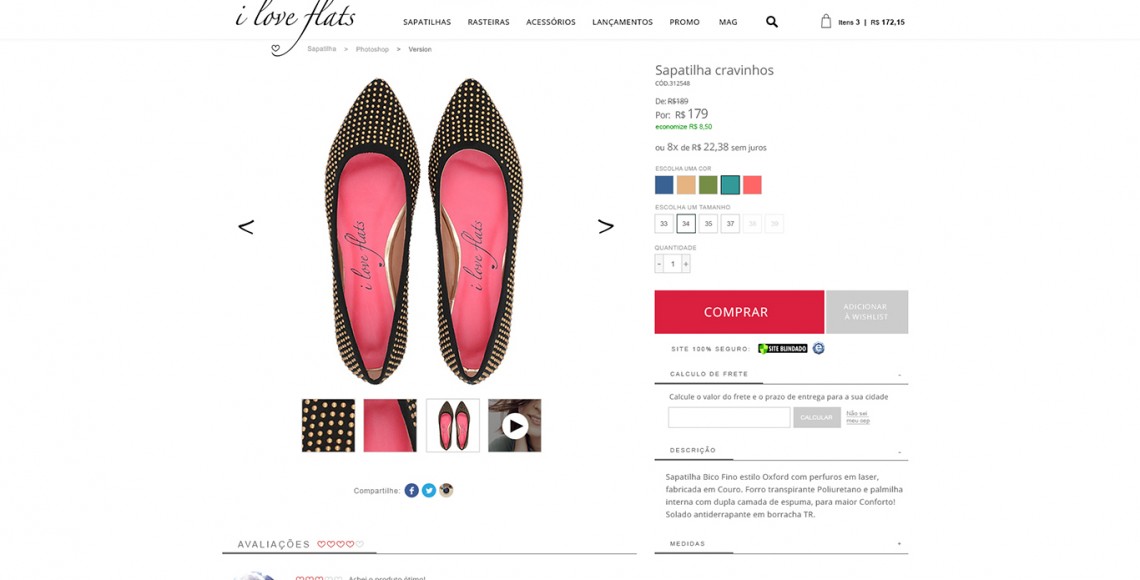 i love flats
SAPATILHAS RASTEIRAS ACESSÓRIOS LANÇAMENTOS PROMO MAG
Itens 3 | R$ 172,15
Sapatilha > Photoshop > Version
Sapatilha cravinhos
CÓD.312548
De: R$189
Por: R$ 179
economize R$ 8,50
ou 8x de R$ 22,38 sem juros
ESCOLHA UMA COR
ESCOLHA UM TAMANHO
33 34 35 37 38 39
QUANTIDADE
- 1 +
i love flats
i love flats
COMPRAR
ADICIONAR
À WISHLIST
SITE 100% SEGURO:
SITE BLINDADO
CALCULO DE FRETE -
Calcule o valor do frete e o prazo de entrega para a sua cidade
CALCULAR
Não sei
meu cep
DESCRIÇÃO -
Sapatilha Bico Fino estilo Oxford com perfuros em laser,
fabricada em Couro. Forro transpirante Poliuretano e palmilha
interna com dupla camada de espuma, para maior Conforto!
Solado antiderrapante em borracha TR.
MEDIDAS +
Compartilhe:
AVALIAÇÕES
Achei o produto ótimo!